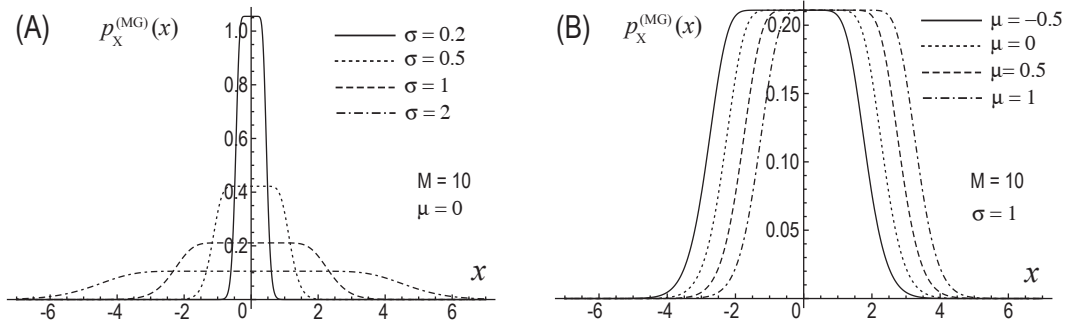 (A)
p_X^(MG)(x)
1.0
0.8
0.6
0.4
0.2
0
-6
-4
-2
2
4
6
x
σ = 0.2
σ = 0.5
σ = 1
σ = 2
M = 10
μ = 0
(B)
p_X^(MG)(x)
0.20
0.15
0.10
0.05
-6
-4
-2
0
2
4
6
x
μ = –0.5
μ = 0
μ= 0.5
μ = 1
M = 10
σ = 1